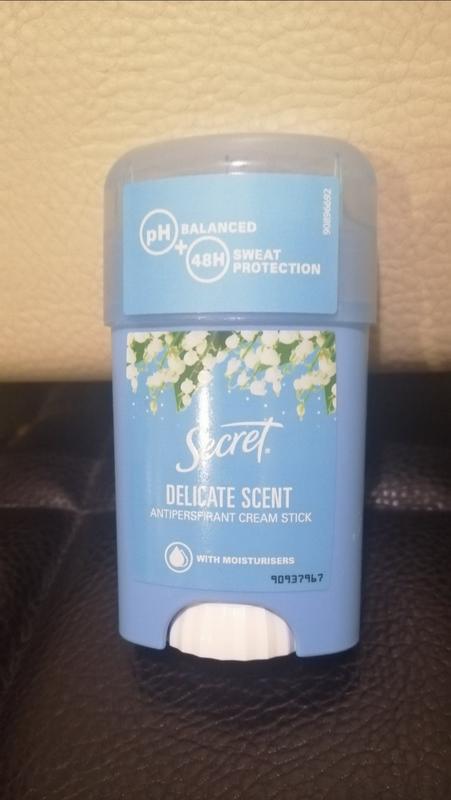 pH BALANCED
+
48H SWEAT
PROTECTION
90896692
Secret
DELICATE SCENT
ANTIPERSPIRANT CREAM STICK
WITH MOISTURISERS
90937967